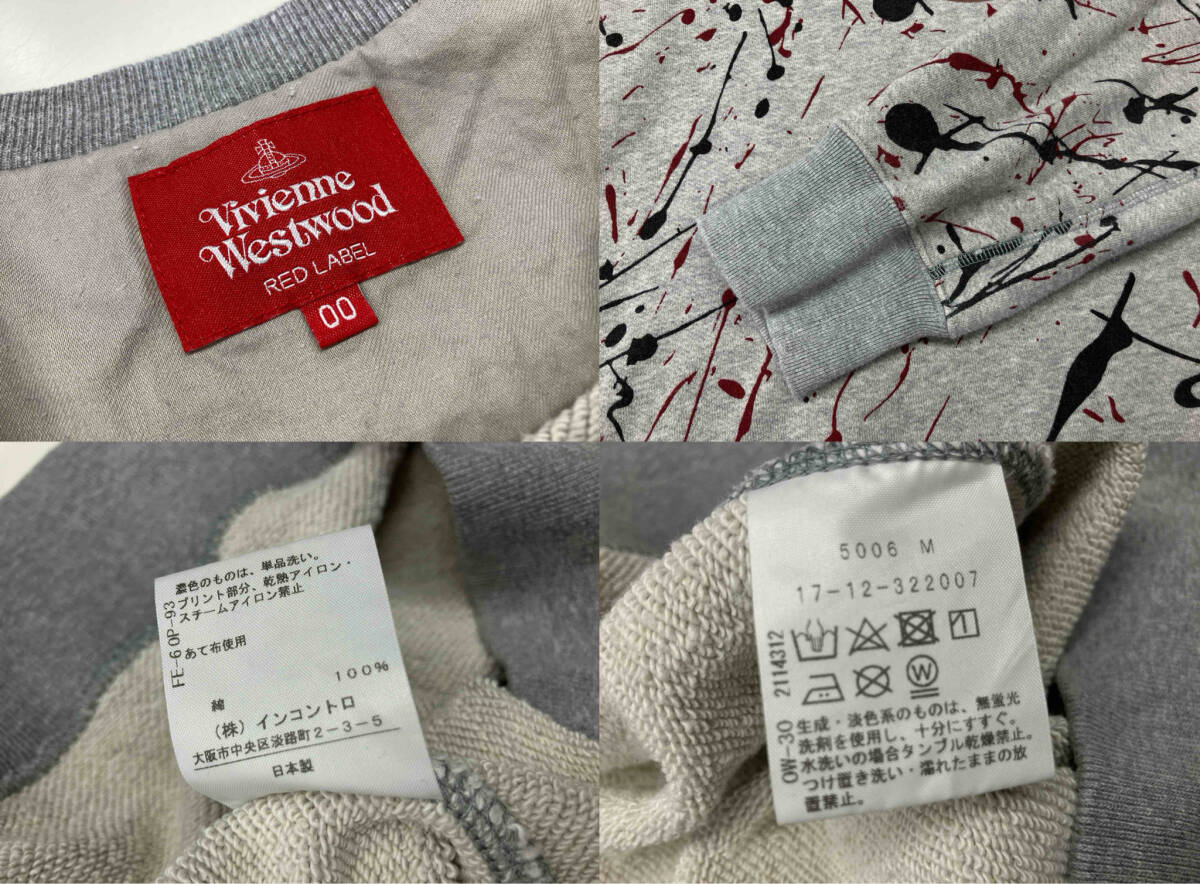 Vivienne
Westwood
RED LABEL
00
濃色のものは、単品洗い。
プリント部分、乾熱アイロン・
スチームアイロン禁止
あて布使用
100%
綿
(株)インコントロ
大阪市中央区淡路町2-3-5
日本製
FE-6 OP-93
5006 M
17-12-322007
1
W
生成・淡色系のものは、無蛍光
洗剤を使用し、十分にすすぐ。
水洗いの場合タンブル乾燥禁止。
つけ置き洗い・濡れたままの放
置禁止。
OW-30
2114312